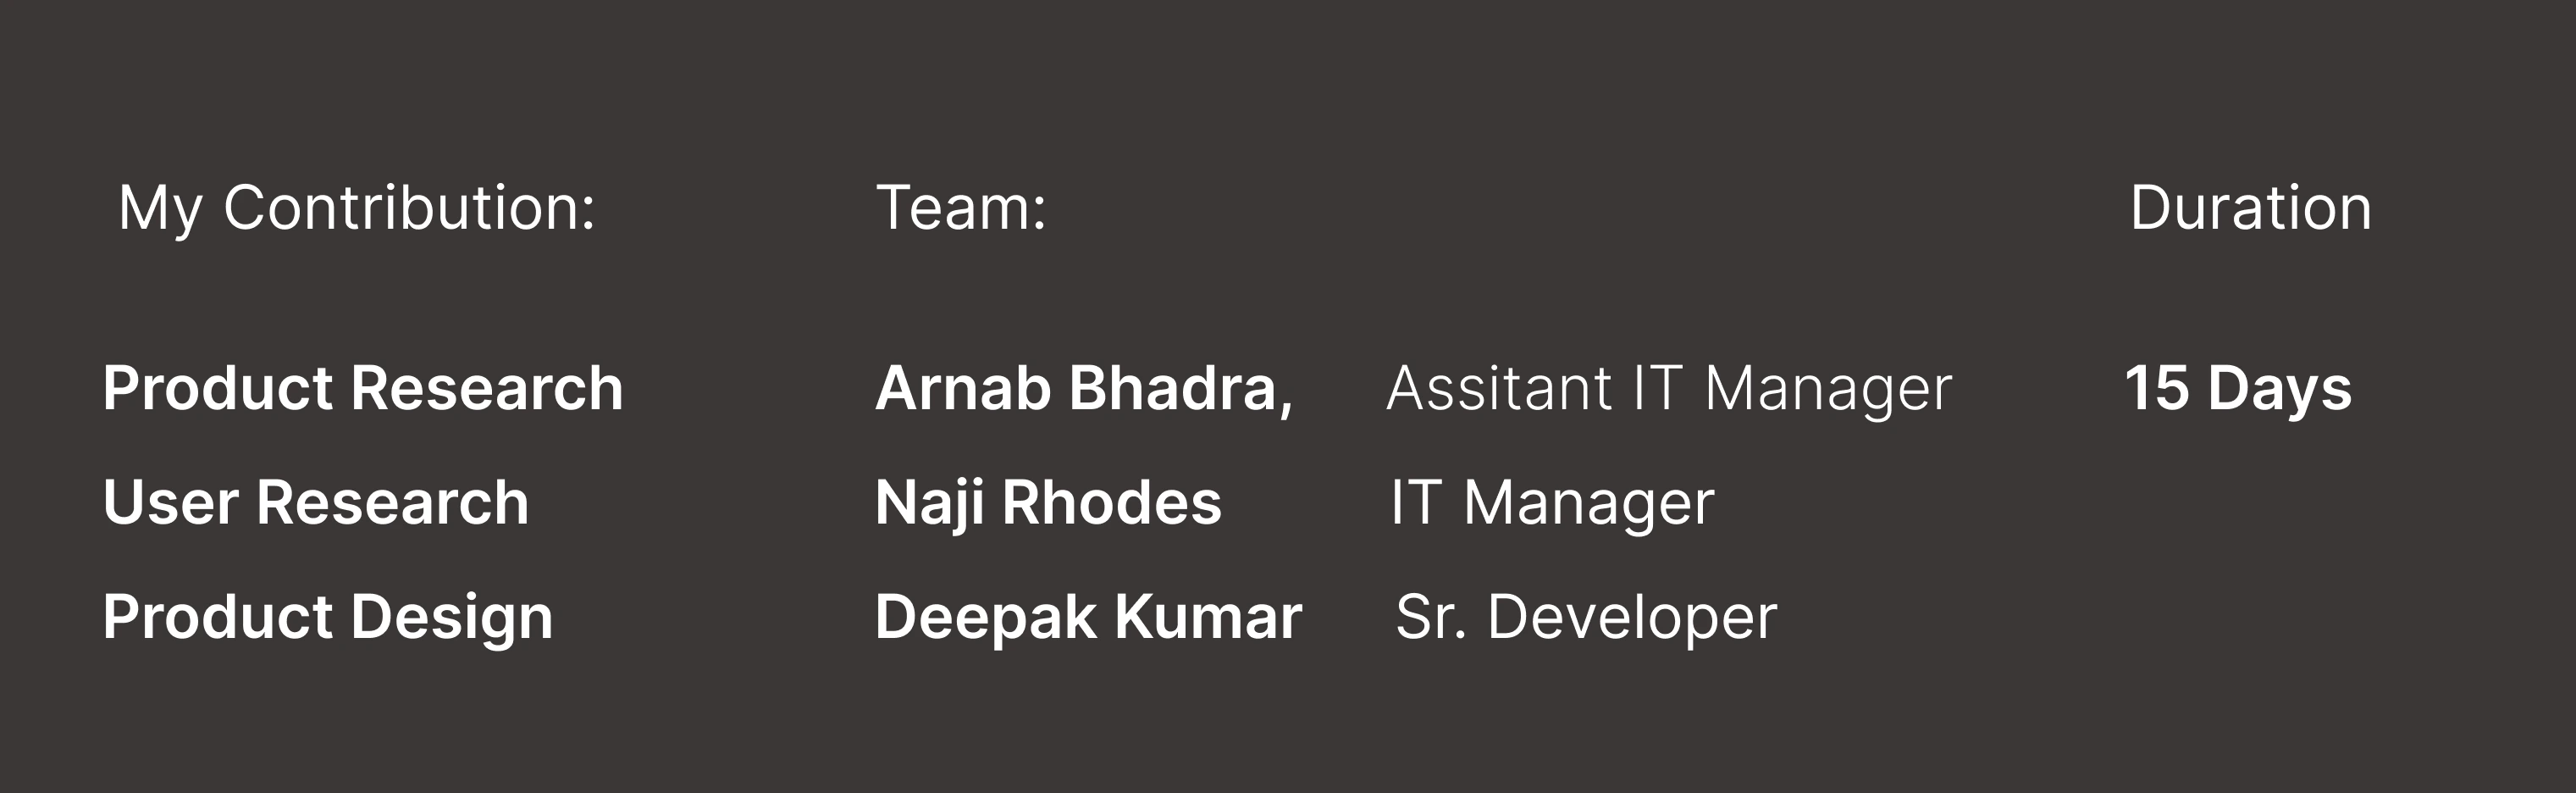 My Contribution: Team: Duration
Product Research Arnab Bhadra, Assitant IT Manager 15 Days
User Research Naji Rhodes IT Manager
Product Design Deepak Kumar Sr. Developer